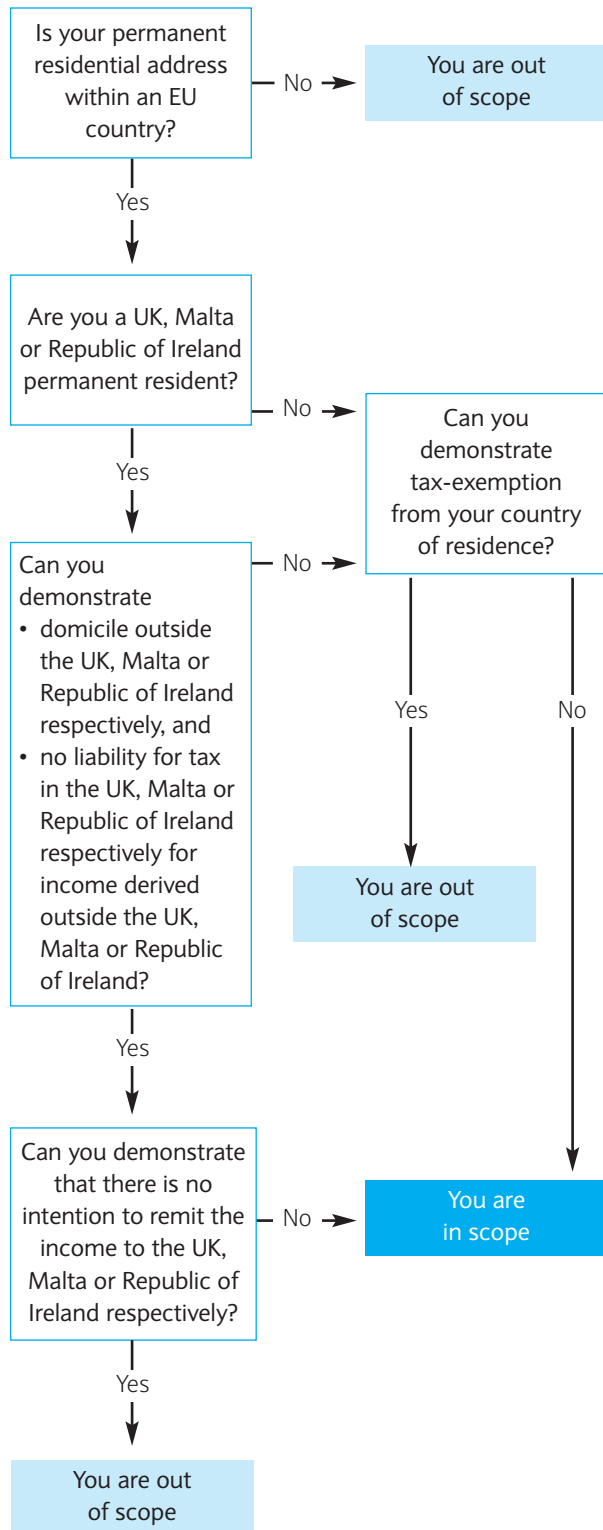 Is your permanent
residential address
within an EU
country?
No
You are out
of scope
Yes
Are you a UK, Malta
or Republic of Ireland
permanent resident?
No
Can you
demonstrate
tax-exemption
from your country
of residence?
Yes
Can you
demonstrate
• domicile outside
the UK, Malta or
Republic of Ireland
respectively, and
• no liability for tax
in the UK, Malta or
Republic of Ireland
respectively for
income derived
outside the UK,
Malta or Republic
of Ireland?
No
Yes
No
You are out
of scope
Yes
Can you demonstrate
that there is no
intention to remit the
income to the UK,
Malta or Republic of
Ireland respectively?
No
You are
in scope
Yes
You are out
of scope